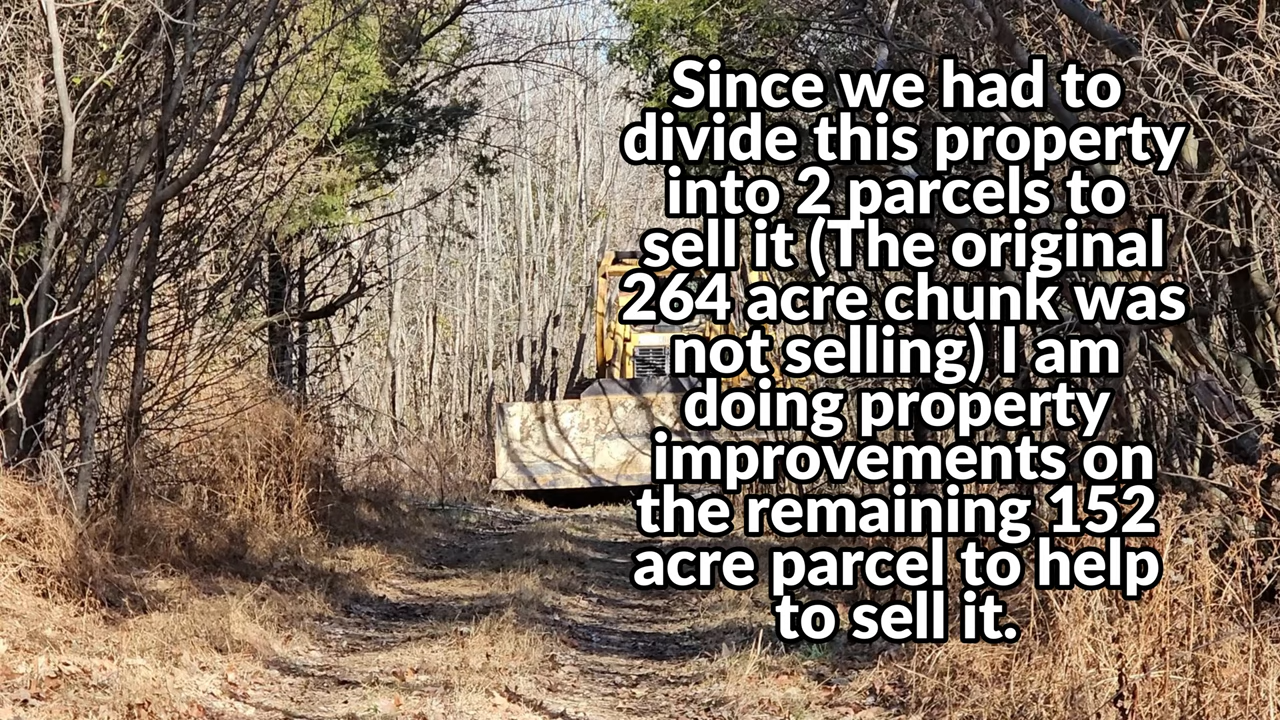 Since we had to
divide this property
into 2 parcels to
sell it (The original
264 acre chunk was
not selling) I am
doing property
improvements on
the remaining 152
acre parcel to help
to sell it.